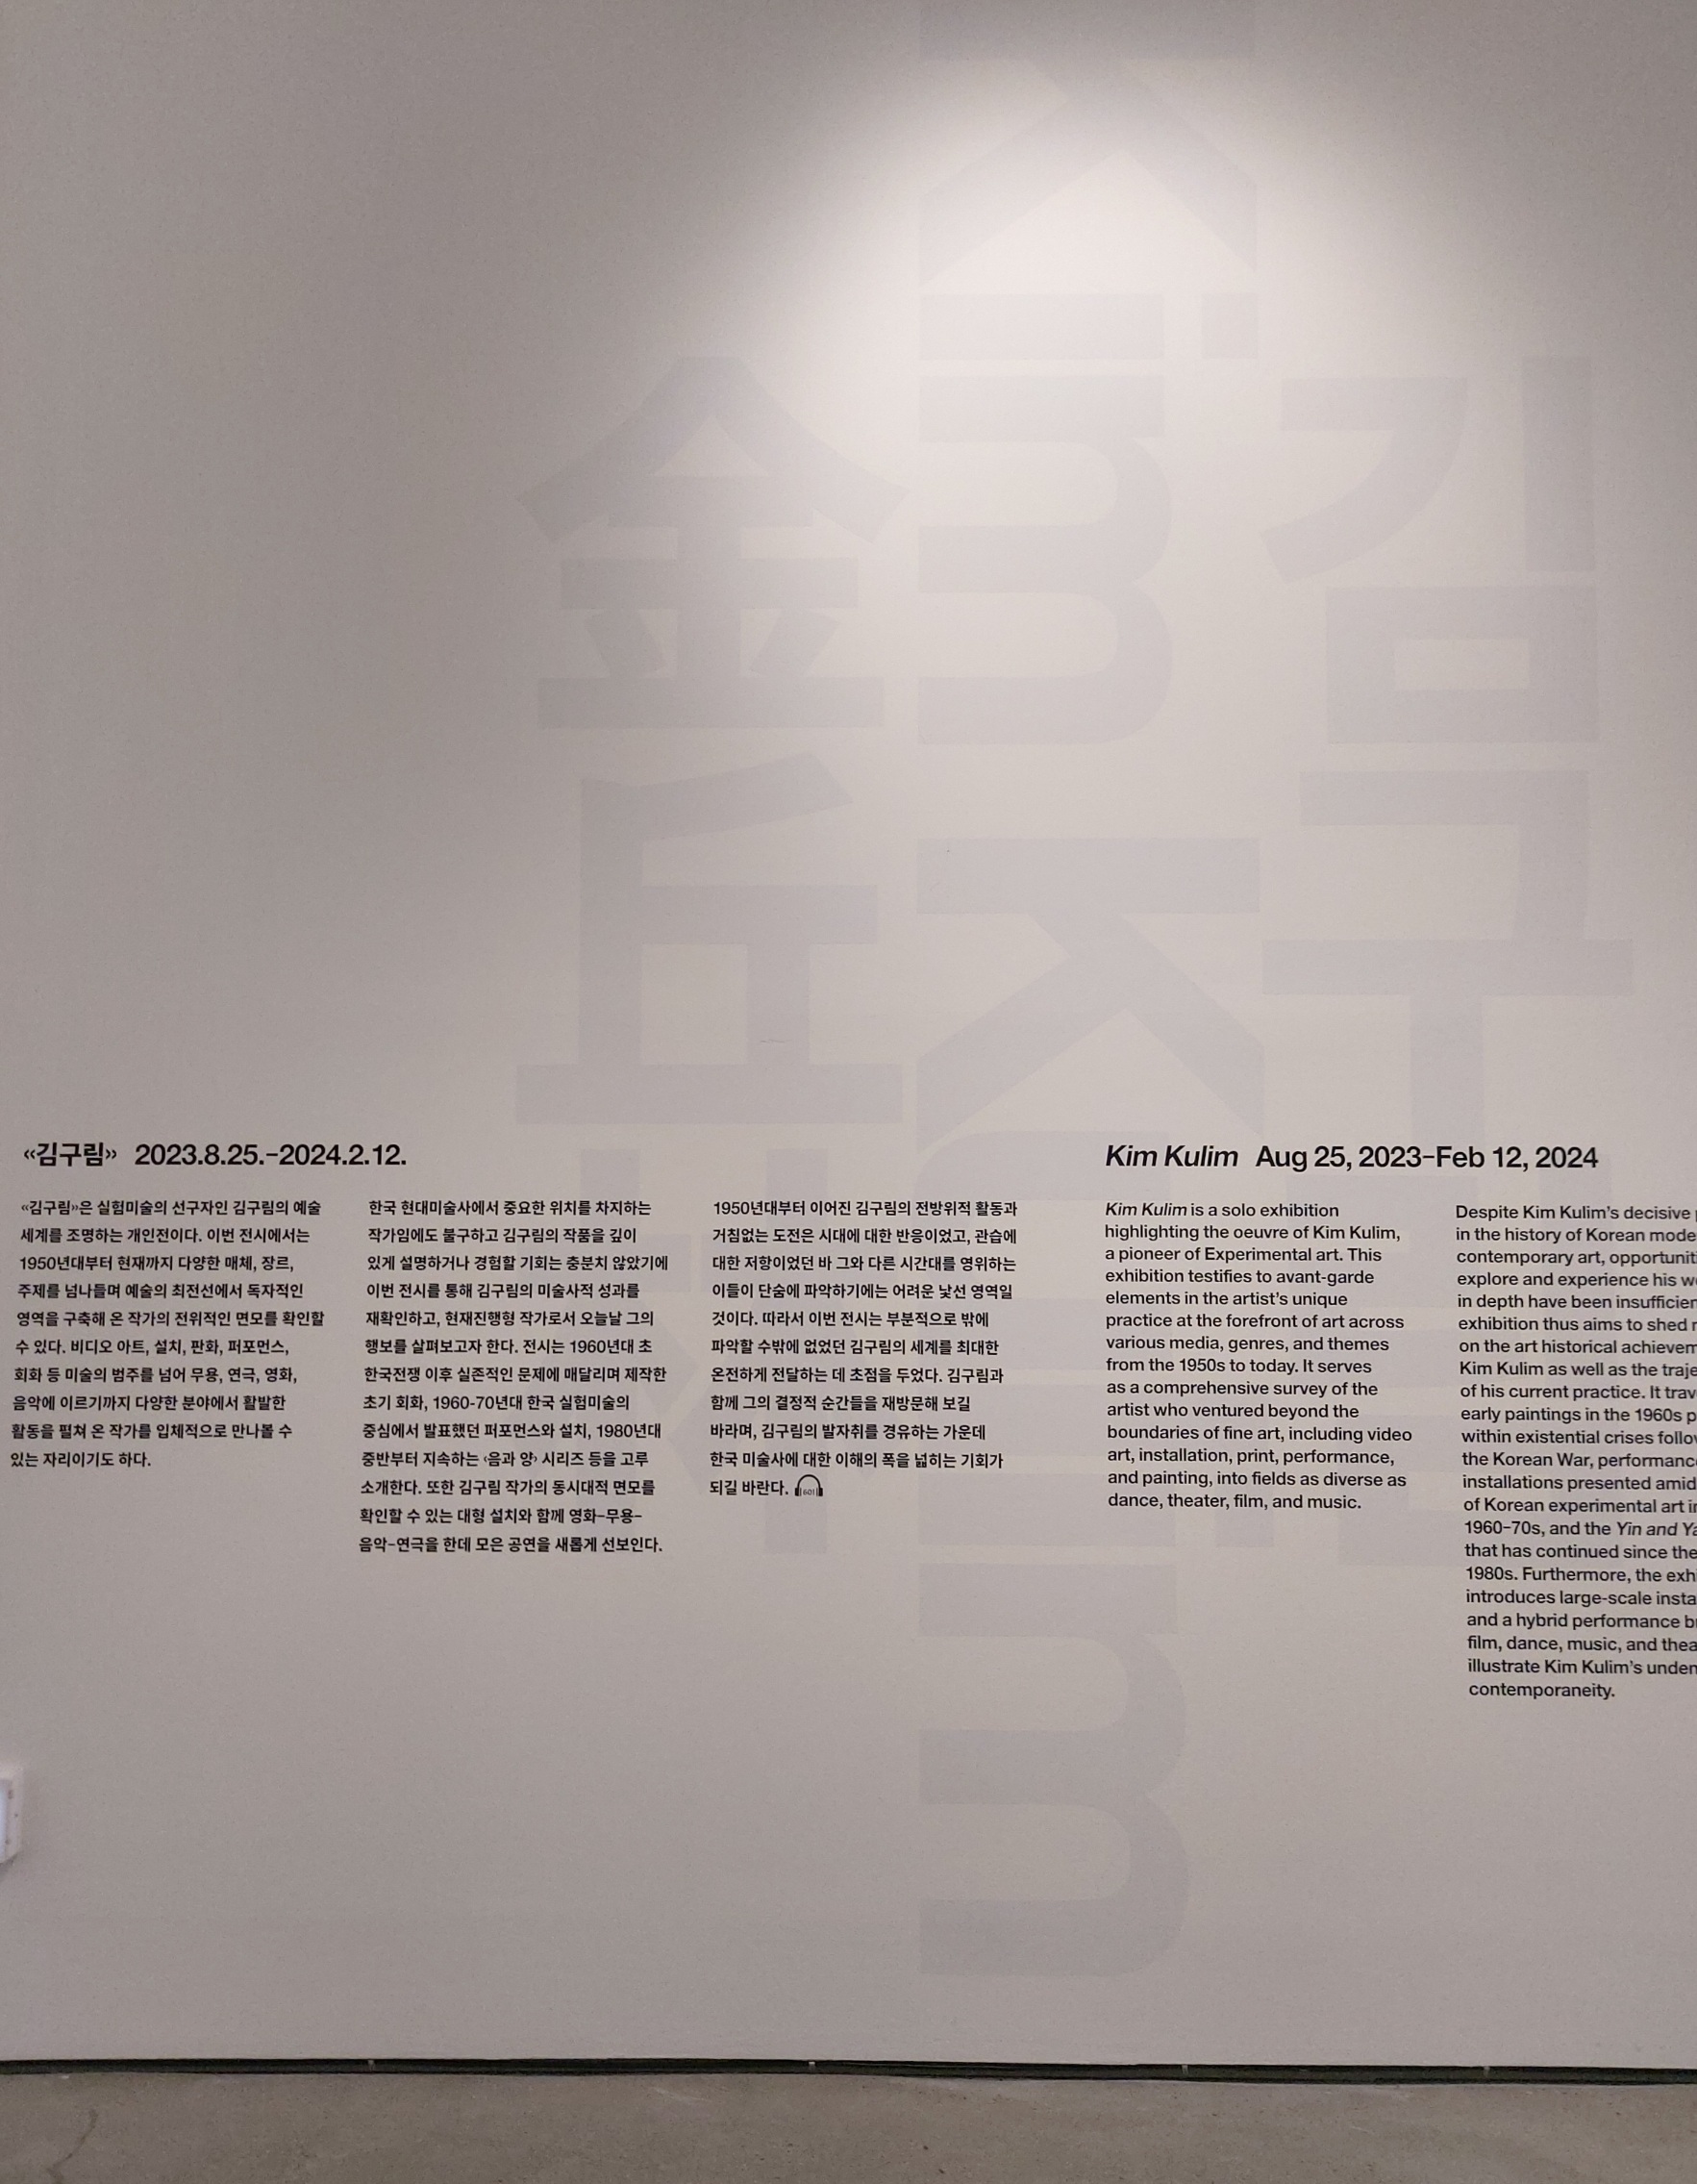 김구림
Kim Kulim
金丘林
«김구림» 2023.8.25.–2024.2.12.
«김구림»은 실험미술의 선구자인 김구림의 예술
세계를 조명하는 개인전이다. 이번 전시에서는
1950년대부터 현재까지 다양한 매체, 장르,
주제를 넘나들며 예술의 최전선에서 독자적인
영역을 구축해 온 작가의 전위적인 면모를 확인할
수 있다. 비디오 아트, 설치, 판화, 퍼포먼스,
회화 등 미술의 범주를 넘어 무용, 연극, 영화,
음악에 이르기까지 다양한 분야에서 활발한
활동을 펼쳐 온 작가를 입체적으로 만나볼 수
있는 자리이기도 하다.
한국 현대미술사에서 중요한 위치를 차지하는
작가임에도 불구하고 김구림의 작품을 깊이
있게 설명하거나 경험할 기회는 충분치 않았기에
이번 전시를 통해 김구림의 미술사적 성과를
재확인하고, 현재진행형 작가로서 오늘날 그의
행보를 살펴보고자 한다. 전시는 1960년대 초
한국전쟁 이후 실존적인 문제에 매달리며 제작한
초기 회화, 1960-70년대 한국 실험미술의
중심에서 발표했던 퍼포먼스와 설치, 1980년대
중반부터 지속하는 ‹음과 양› 시리즈 등을 고루
소개한다. 또한 김구림 작가의 동시대적 면모를
확인할 수 있는 대형 설치와 함께 영화–무용–
음악–연극을 한데 모은 공연을 새롭게 선보인다.
1950년대부터 이어진 김구림의 전방위적 활동과
거침없는 도전은 시대에 대한 반응이었고, 관습에
대한 저항이었던 바 그와 다른 시간대를 영위하는
이들이 단숨에 파악하기에는 어려운 낯선 영역일
것이다. 따라서 이번 전시는 부분적으로 밖에
파악할 수밖에 없었던 김구림의 세계를 최대한
온전하게 전달하는 데 초점을 두었다. 김구림과
함께 그의 결정적 순간들을 재방문해 보길
바라며, 김구림의 발자취를 경유하는 가운데
한국 미술사에 대한 이해의 폭을 넓히는 기회가
되길 바란다. 601
Kim Kulim Aug 25, 2023–Feb 12, 2024
Kim Kulim is a solo exhibition
highlighting the oeuvre of Kim Kulim,
a pioneer of Experimental art. This
exhibition testifies to avant-garde
elements in the artist’s unique
practice at the forefront of art across
various media, genres, and themes
from the 1950s to today. It serves
as a comprehensive survey of the
artist who ventured beyond the
boundaries of fine art, including video
art, installation, print, performance,
and painting, into fields as diverse as
dance, theater, film, and music.
Despite Kim Kulim’s decisive
in the history of Korean
contemporary art,
explore and experience his
in depth have been
exhibition thus aims to shed
on the art historical
Kim Kulim as well as the
of his current practice. It
early paintings in the 1960s
within existential crises
the Korean War,
installations presented
of Korean experimental art
1960–70s, and the Yin and
that has continued since the
1980s. Furthermore, the
introduces large-scale
and a hybrid performance
film, dance, music, and
illustrate Kim Kulim’s
contemporaneity.